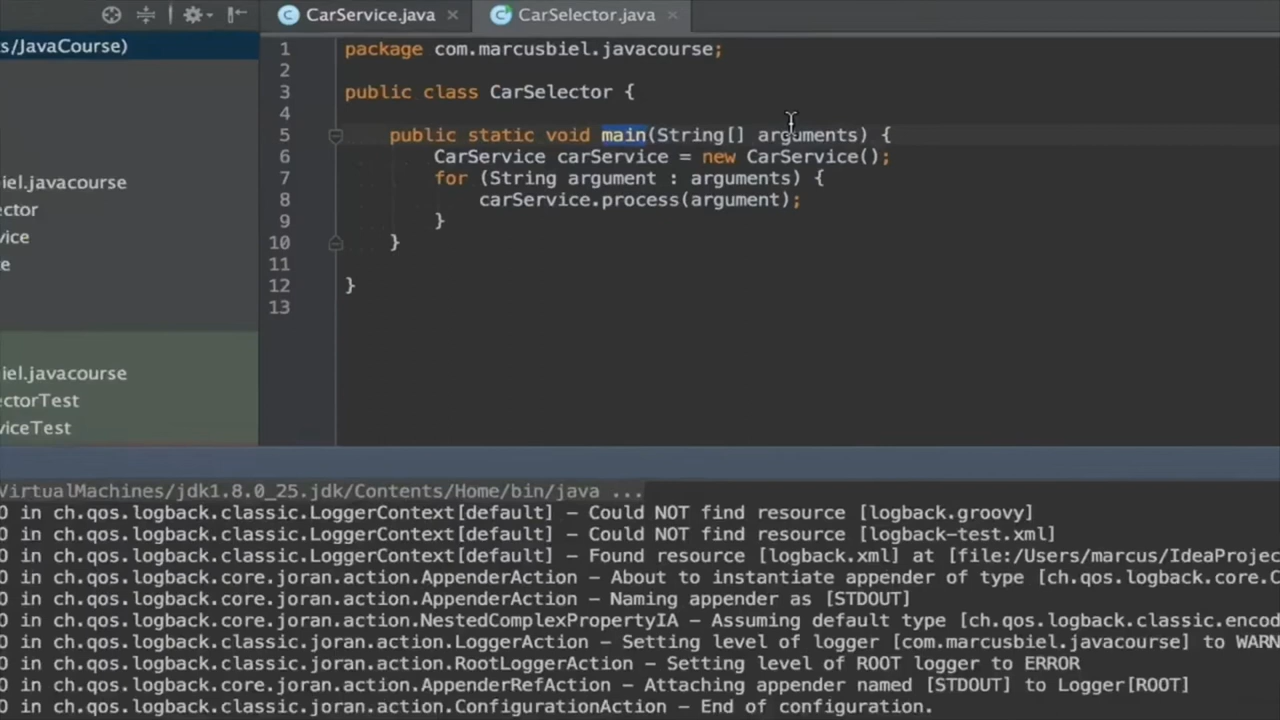 CarService.java
CarSelector.java
s/JavaCourse)
iel.javacourse
ector
vice
e
iel.javacourse
ectorTest
viceTest
1 package com.marcusbiel.javacourse;
2
3 public class CarSelector {
4
5 public static void main(String[] arguments) {
6 CarService carService = new CarService();
7 for (String argument : arguments) {
8 carService.process(argument);
9 }
10 }
11
12 }
13
VirtualMachines/jdk1.8.0_25.jdk/Contents/Home/bin/java ...
0 in ch.qos.logback.classic.LoggerContext[default] - Could NOT find resource [logback.groovy]
0 in ch.qos.logback.classic.LoggerContext[default] - Could NOT find resource [logback-test.xml]
0 in ch.qos.logback.classic.LoggerContext[default] - Found resource [logback.xml] at [file:/Users/marcus/IdeaProjec
0 in ch.qos.logback.core.joran.action.AppenderAction - About to instantiate appender of type [ch.qos.logback.core.C
0 in ch.qos.logback.core.joran.action.AppenderAction - Naming appender as [STDOUT]
0 in ch.qos.logback.core.joran.action.NestedComplexPropertyIA - Assuming default type [ch.qos.logback.classic.encod
0 in ch.qos.logback.classic.joran.action.LoggerAction - Setting level of logger [com.marcusbiel.javacourse] to WARN
0 in ch.qos.logback.classic.joran.action.RootLoggerAction - Setting level of ROOT logger to ERROR
0 in ch.qos.logback.core.joran.action.AppenderRefAction - Attaching appender named [STDOUT] to Logger[ROOT]
0 in ch.qos.logback.classic.joran.action.ConfigurationAction - End of configuration.